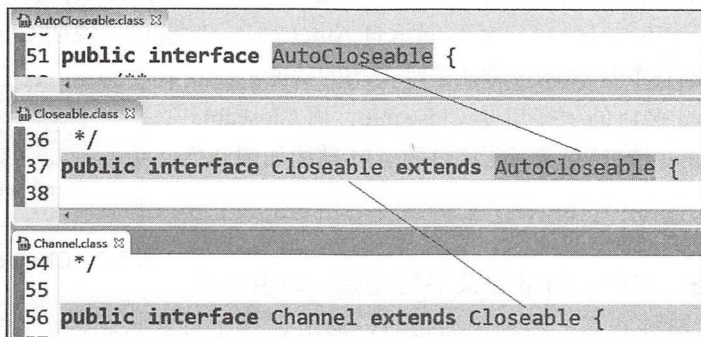 AutoCloseable.class
51 public interface AutoCloseable {
Closeable.class
36 */
37 public interface Closeable extends AutoCloseable {
38
Channel.class
54 */
55
56 public interface Channel extends Closeable {